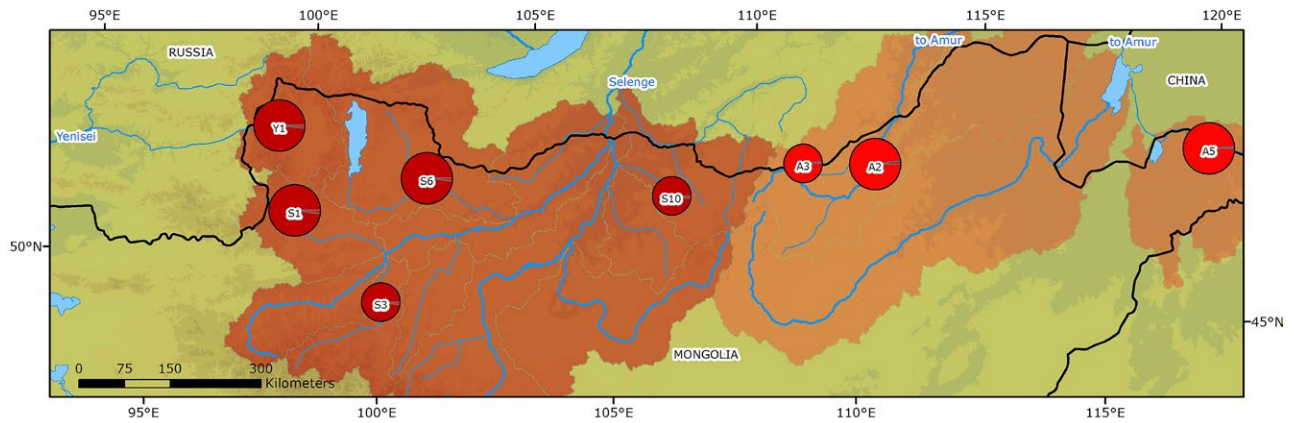 95°E 100°E 105°E 110°E 115°E 120°E
to Amur to Amur
RUSSIA
CHINA
Selenge
Yenisei
Y1
A5
A3 A2
S6
S10
S1
50°N
S3
45°N
MONGOLIA
0 75 150 300
Kilometers
95°E 100°E 105°E 110°E 115°E